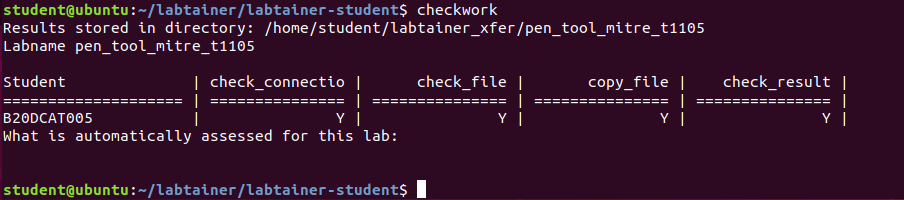 student@ubuntu:~/labtainer/labtainer-student$ checkwork
Results stored in directory: /home/student/labtainer_xfer/pen_tool_mitre_t1105
Labname pen_tool_mitre_t1105
Student | check_connectio | check_file | copy_file | check_result |
==================== | =============== | =============== | =============== | =============== |
B20DCAT005 | Y | Y | Y | Y |
What is automatically assessed for this lab:
student@ubuntu:~/labtainer/labtainer-student$